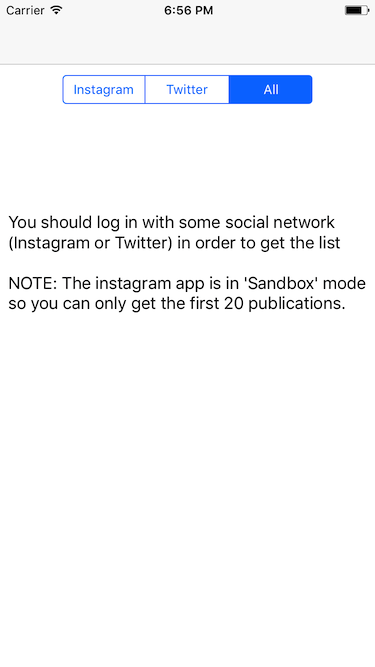 Carrier 6:56 PM
Instagram Twitter All
You should log in with some social network
(Instagram or Twitter) in order to get the list
NOTE: The instagram app is in 'Sandbox' mode
so you can only get the first 20 publications.